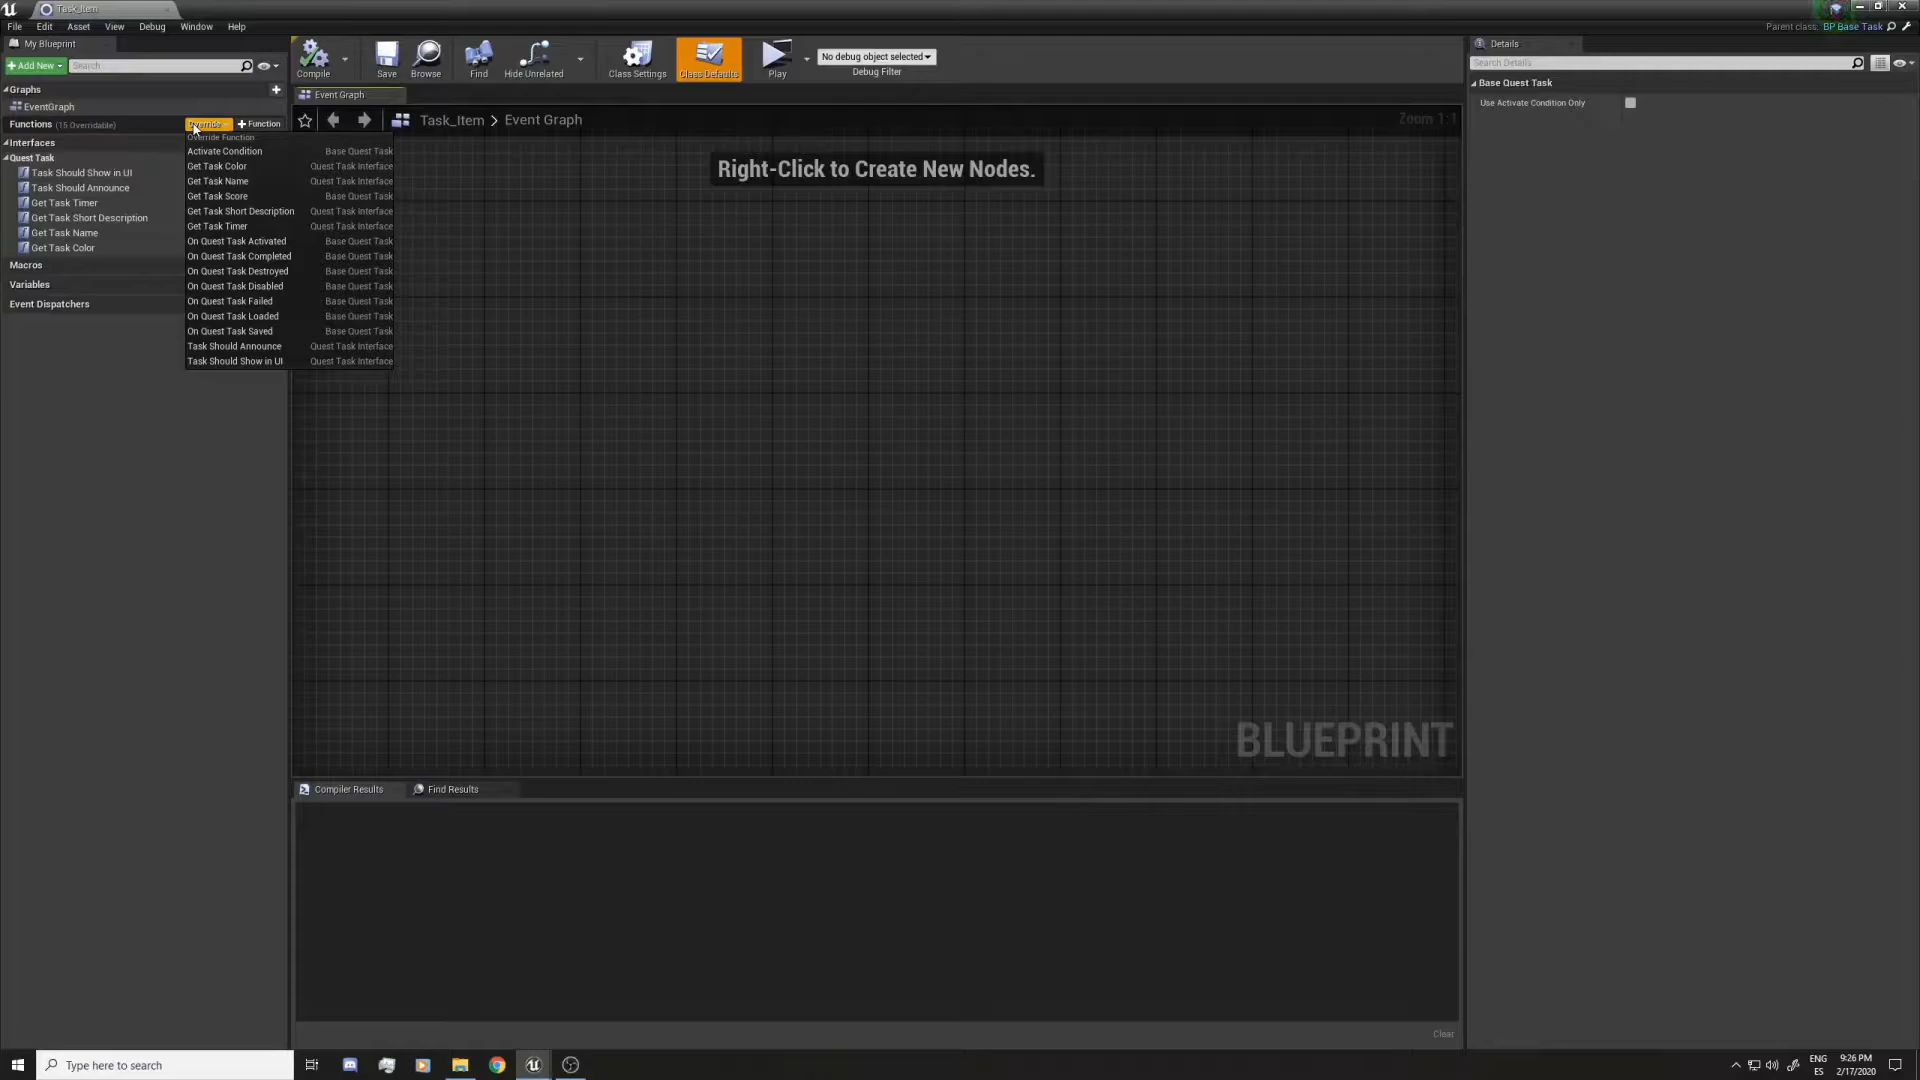 Task_Item
File Edit Asset View Debug Window Help
Parent class: BP Base Task
My Blueprint
Add New
Search
Compile
Save
Browse
Find
Hide Unrelated
Class Settings
Class Defaults
Play
No debug object selected
Debug Filter
Details
Search Details
Graphs
EventGraph
Functions (15 Overridable)
Override
Function
Interfaces
Quest Task
Task Should Show in UI
Task Should Announce
Get Task Timer
Get Task Short Description
Get Task Name
Get Task Color
Macros
Variables
Event Dispatchers
Override Function
Activate Condition Base Quest Task
Get Task Color Quest Task Interface
Get Task Name Quest Task Interface
Get Task Score Base Quest Task
Get Task Short Description Quest Task Interface
Get Task Timer Quest Task Interface
On Quest Task Activated Base Quest Task
On Quest Task Completed Base Quest Task
On Quest Task Destroyed Base Quest Task
On Quest Task Disabled Base Quest Task
On Quest Task Failed Base Quest Task
On Quest Task Loaded Base Quest Task
On Quest Task Saved Base Quest Task
Task Should Announce Quest Task Interface
Task Should Show in UI Quest Task Interface
Event Graph
Task_Item > Event Graph
Zoom 1:1
Right-Click to Create New Nodes.
BLUEPRINT
Base Quest Task
Use Activate Condition Only
Compiler Results
Find Results
Clear
Type here to search
ENG
ES
9:26 PM
2/17/2020